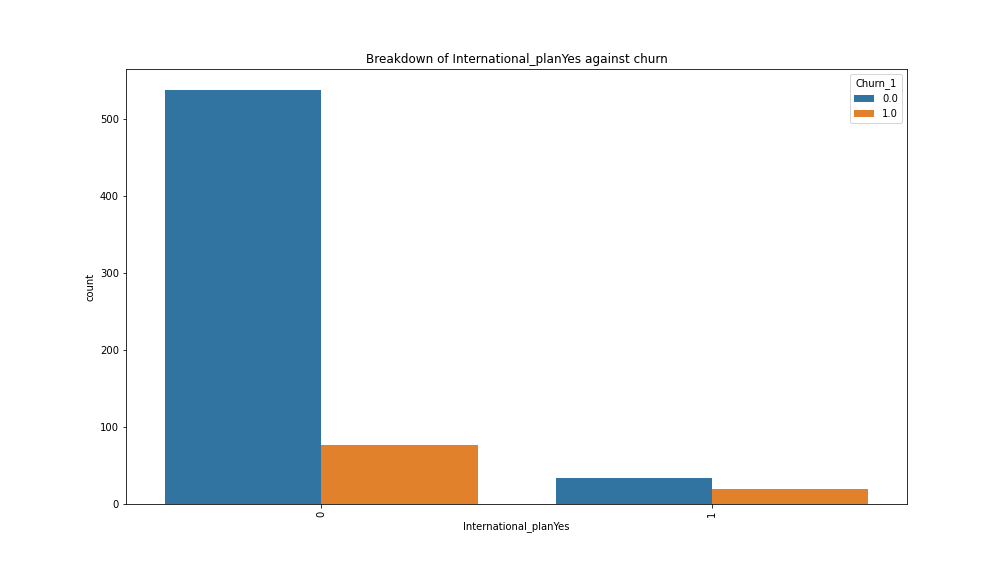 Breakdown of International_planYes against churn
Churn_1
0.0
1.0
500
400
300
200
100
0
count
0
1
International_planYes